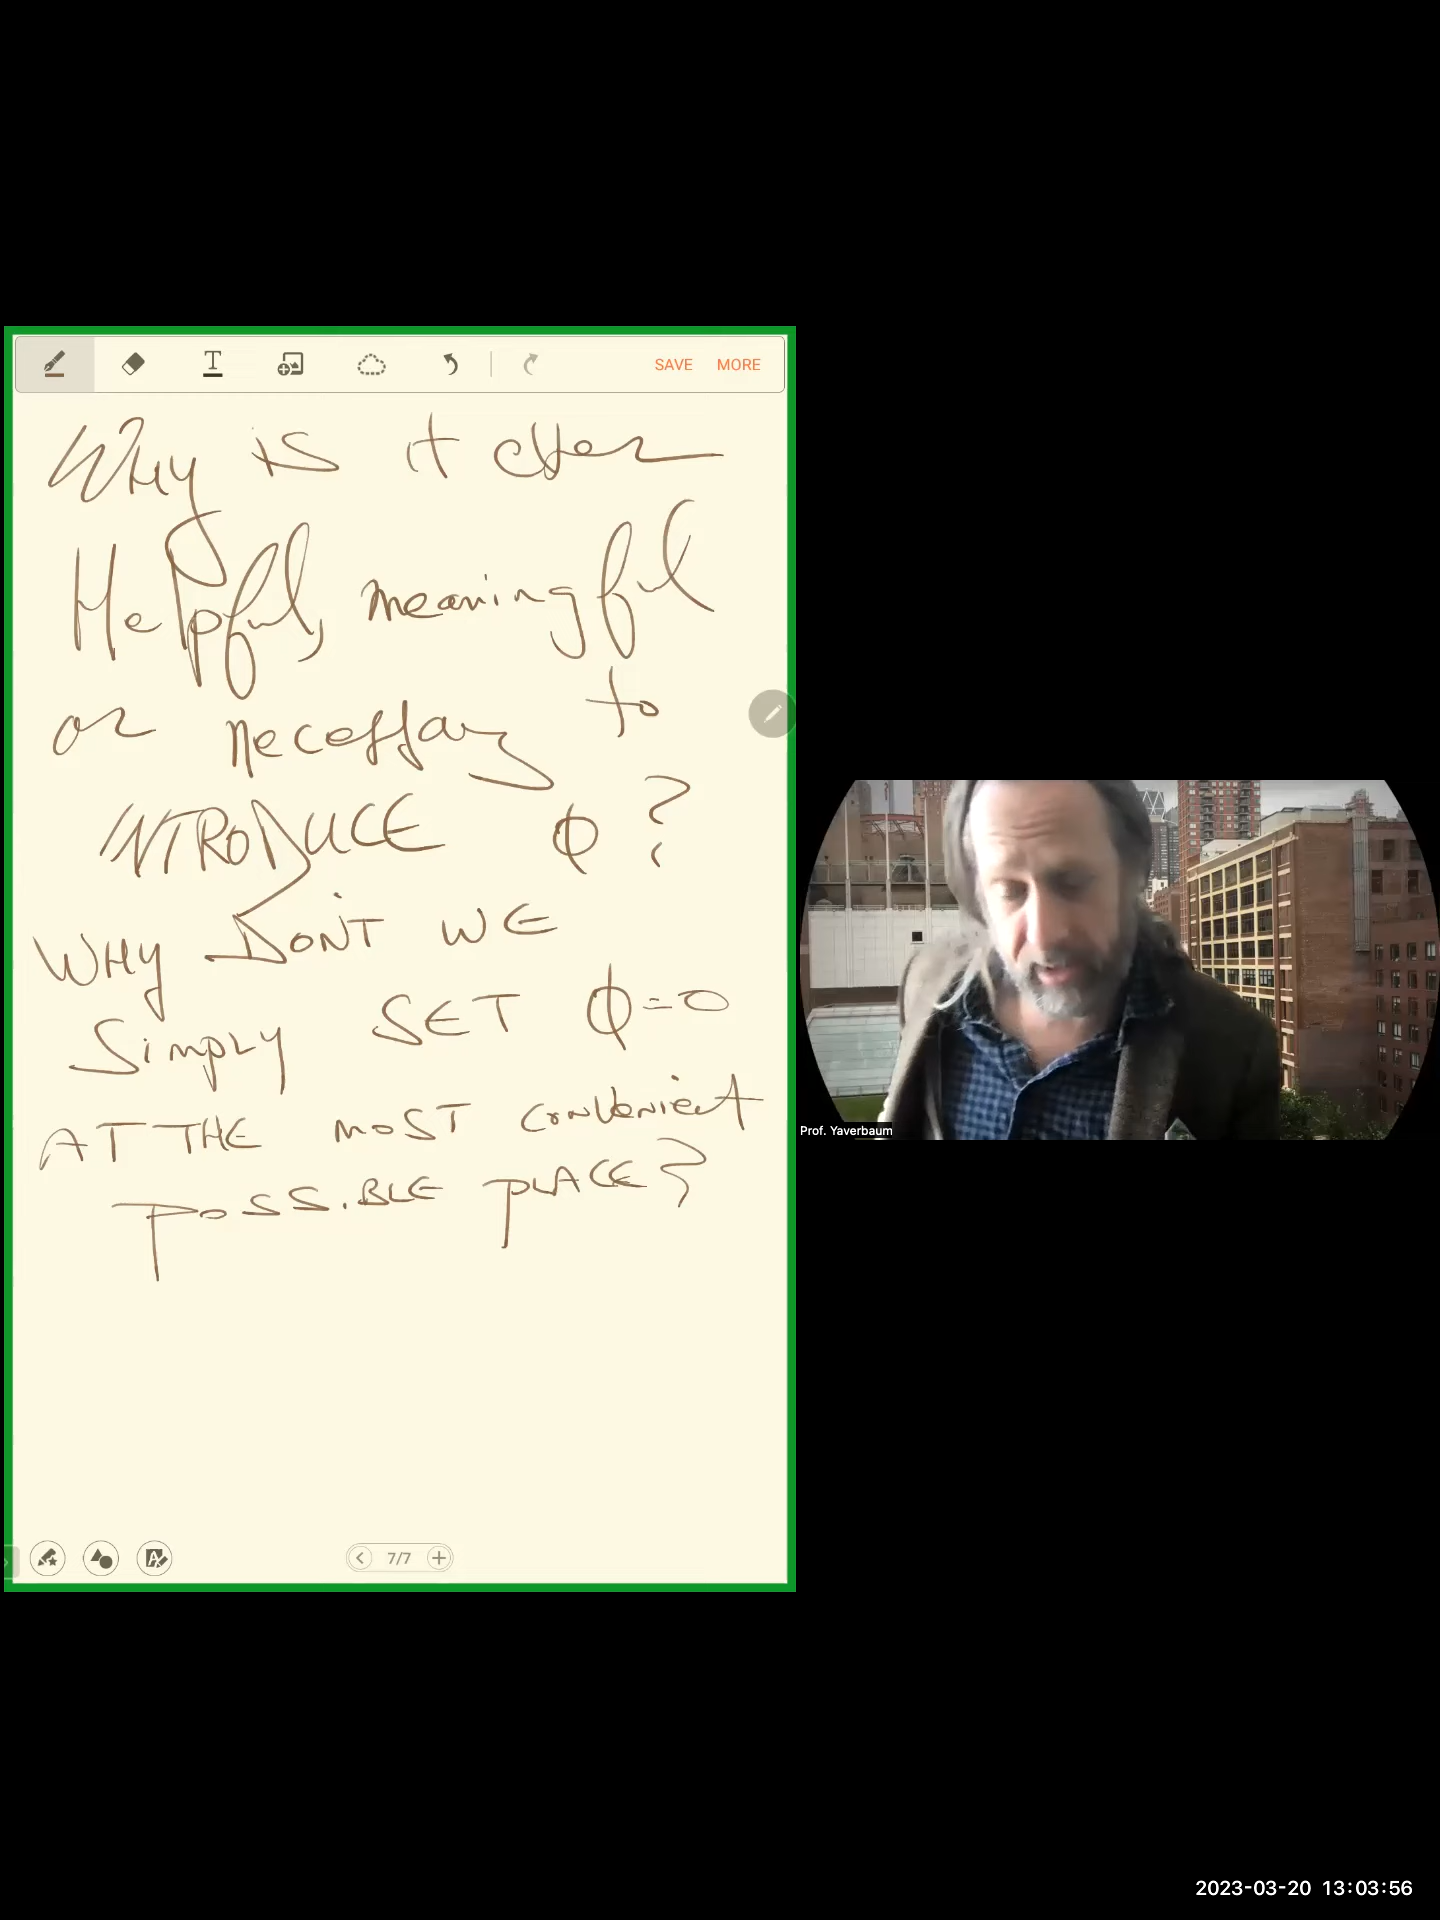 T
SAVE
MORE
Why is it ever
Helpful, meaningful
or necessary to
INTRODUCE φ?
WHY DON'T WE
SIMPLY SET φ=0
AT THE MOST CONVENIENT
POSSIBLE PLACE?
7/7
Prof. Yaverbaum
2023-03-20 13:03:56